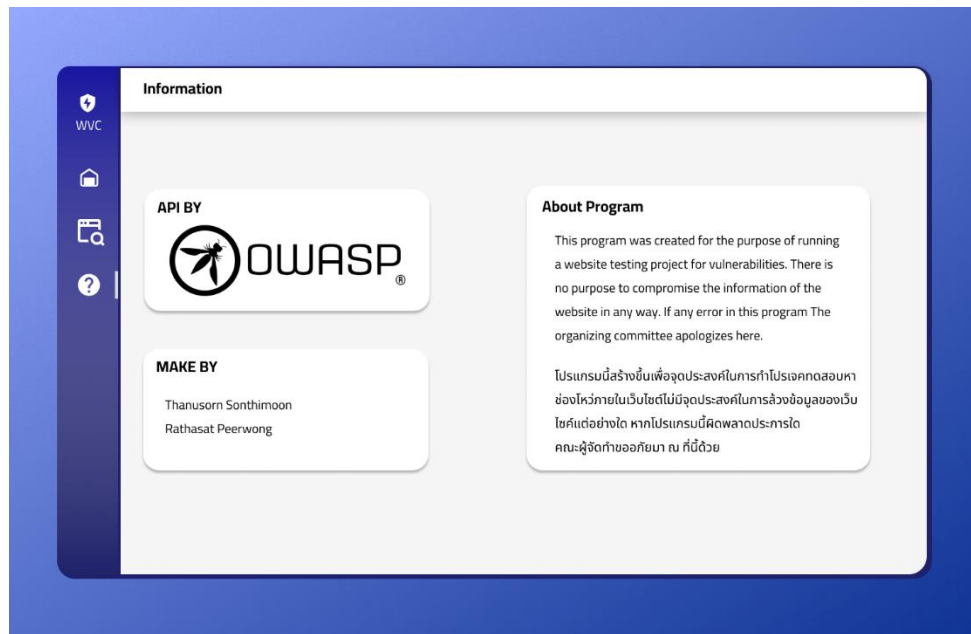 Information
WVC
API BY
OWASP
®
MAKE BY
Thanusorn Sonthimoon
Rathasat Peerwong
About Program
This program was created for the purpose of running
a website testing project for vulnerabilities. There is
no purpose to compromise the information of the
website in any way. If any error in this program The
organizing committee apologizes here.
โปรแกรมนี้สร้างขึ้นเพื่อจุดประสงค์ในการทำโปรเจคทดสอบหา
ช่องโหว่ภายในเว็บไซต์ไม่มีจุดประสงค์ในการล้วงข้อมูลของเว็บ
ไซค์แต่อย่างใด หากโปรแกรมนี้ผิดพลาดประการใด
คณะผู้จัดทำขออภัยมา ณ ที่นี้ด้วย